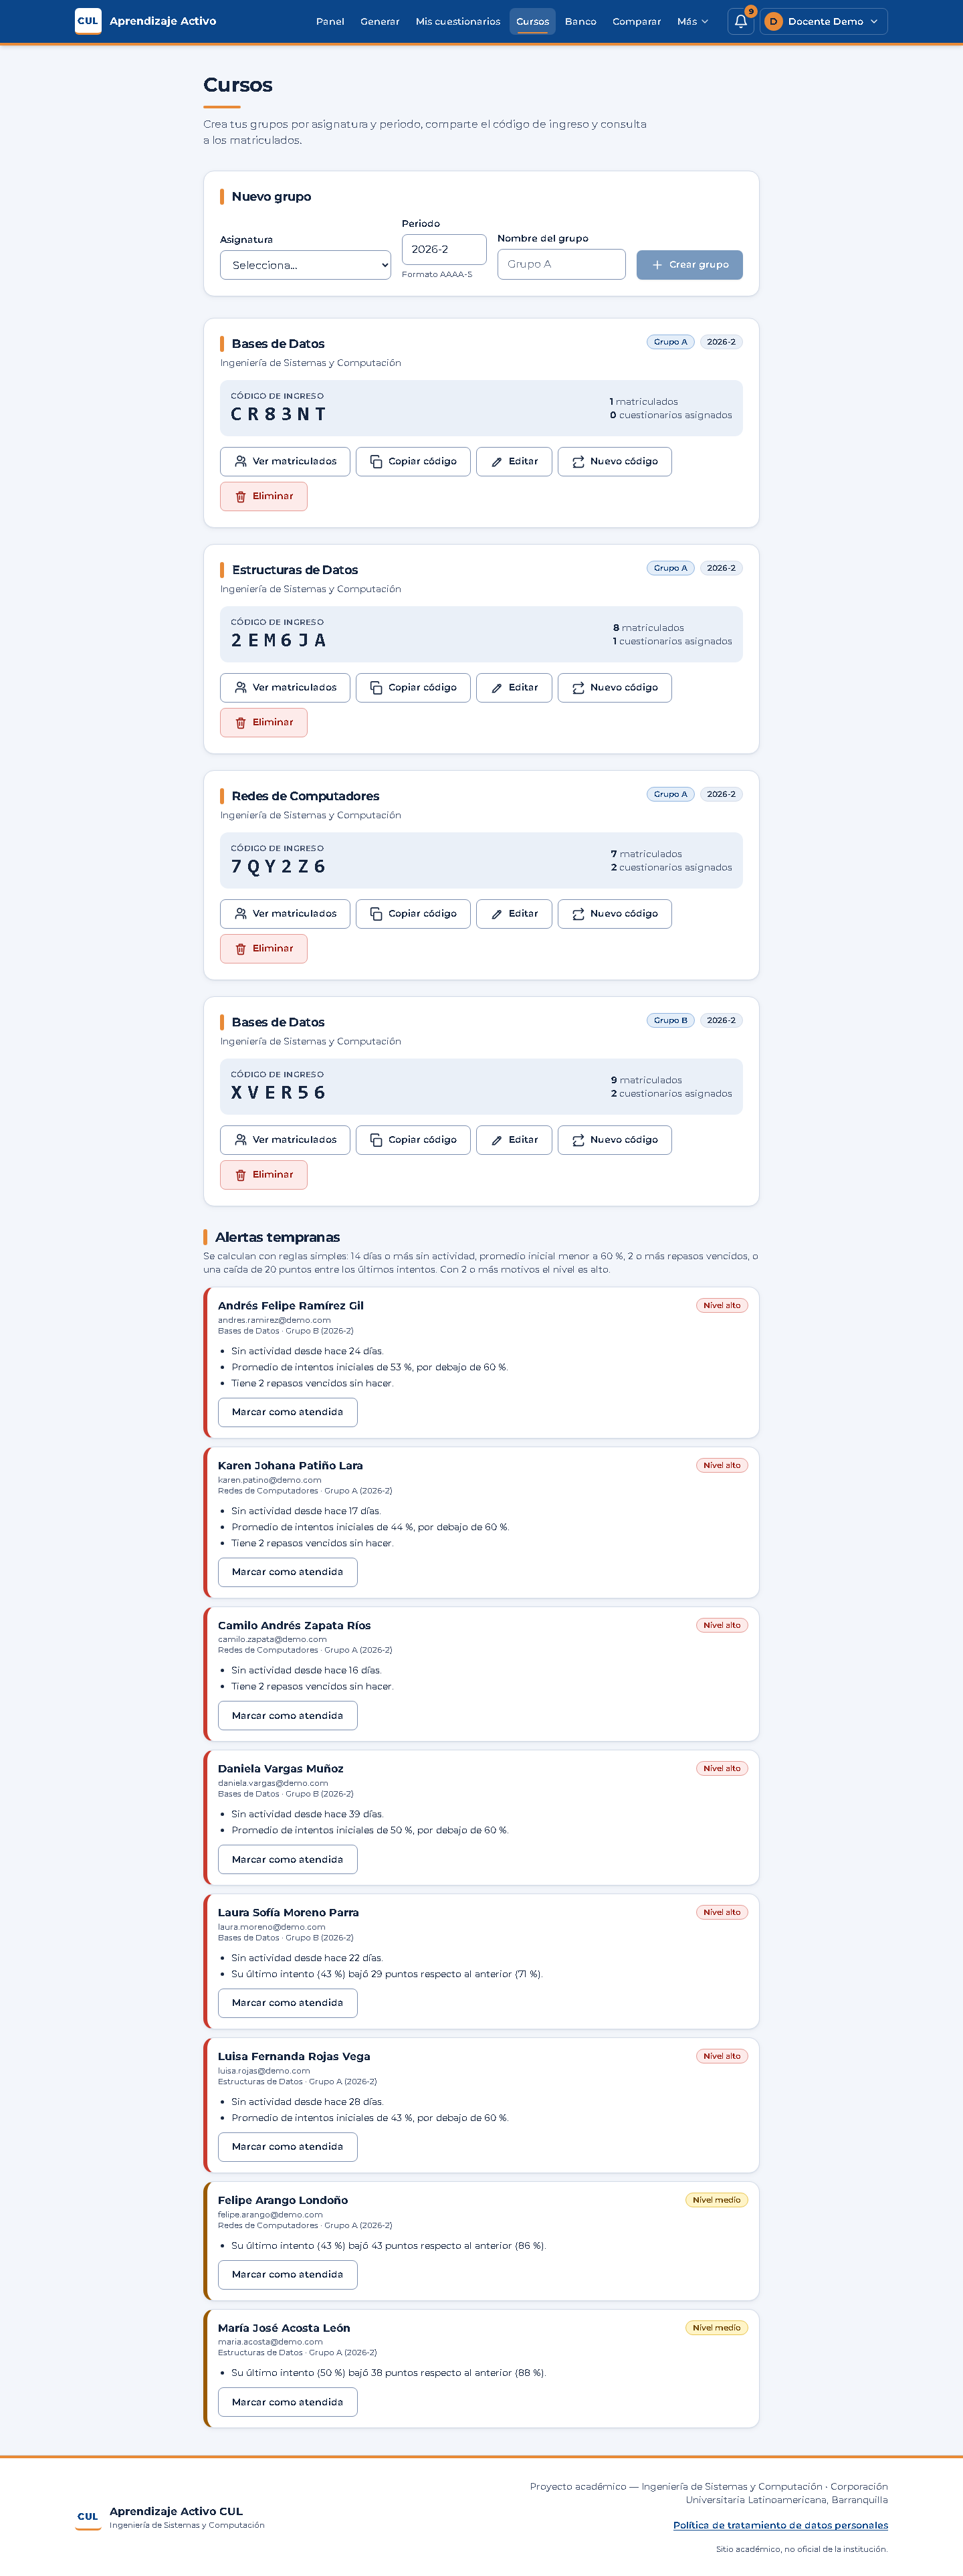 CUL Aprendizaje Activo Panel Generar Mis cuestionarios Cursos Banco Comparar Más 9 D Docente Demo
Cursos
Crea tus grupos por asignatura y periodo, comparte el código de ingreso y consulta
a los matriculados.
Nuevo grupo
Asignatura
Selecciona...
Periodo
2026-2
Formato AAAA-S
Nombre del grupo
Grupo A
Crear grupo
Bases de Datos Grupo A 2026-2
Ingeniería de Sistemas y Computación
CÓDIGO DE INGRESO
CR83NT
1 matriculados
0 cuestionarios asignados
Ver matriculados Copiar código Editar Nuevo código
Eliminar
Estructuras de Datos Grupo A 2026-2
Ingeniería de Sistemas y Computación
CÓDIGO DE INGRESO
2EM6JA
8 matriculados
1 cuestionarios asignados
Ver matriculados Copiar código Editar Nuevo código
Eliminar
Redes de Computadores Grupo A 2026-2
Ingeniería de Sistemas y Computación
CÓDIGO DE INGRESO
7QY2Z6
7 matriculados
2 cuestionarios asignados
Ver matriculados Copiar código Editar Nuevo código
Eliminar
Bases de Datos Grupo B 2026-2
Ingeniería de Sistemas y Computación
CÓDIGO DE INGRESO
XVER56
9 matriculados
2 cuestionarios asignados
Ver matriculados Copiar código Editar Nuevo código
Eliminar
Alertas tempranas
Se calculan con reglas simples: 14 días o más sin actividad, promedio inicial menor a 60 %, 2 o más repasos vencidos, o
una caída de 20 puntos entre los últimos intentos. Con 2 o más motivos el nivel es alto.
Andrés Felipe Ramírez Gil Nivel alto
andres.ramirez@demo.com
Bases de Datos · Grupo B (2026-2)
• Sin actividad desde hace 24 días.
• Promedio de intentos iniciales de 53 %, por debajo de 60 %.
• Tiene 2 repasos vencidos sin hacer.
Marcar como atendida
Karen Johana Patiño Lara Nivel alto
karen.patino@demo.com
Redes de Computadores · Grupo A (2026-2)
• Sin actividad desde hace 17 días.
• Promedio de intentos iniciales de 44 %, por debajo de 60 %.
• Tiene 2 repasos vencidos sin hacer.
Marcar como atendida
Camilo Andrés Zapata Ríos Nivel alto
camilo.zapata@demo.com
Redes de Computadores · Grupo A (2026-2)
• Sin actividad desde hace 16 días.
• Tiene 2 repasos vencidos sin hacer.
Marcar como atendida
Daniela Vargas Muñoz Nivel alto
daniela.vargas@demo.com
Bases de Datos · Grupo B (2026-2)
• Sin actividad desde hace 39 días.
• Promedio de intentos iniciales de 50 %, por debajo de 60 %.
Marcar como atendida
Laura Sofía Moreno Parra Nivel alto
laura.moreno@demo.com
Bases de Datos · Grupo B (2026-2)
• Sin actividad desde hace 22 días.
• Su último intento (43 %) bajó 29 puntos respecto al anterior (71 %).
Marcar como atendida
Luisa Fernanda Rojas Vega Nivel alto
luisa.rojas@demo.com
Estructuras de Datos · Grupo A (2026-2)
• Sin actividad desde hace 28 días.
• Promedio de intentos iniciales de 43 %, por debajo de 60 %.
Marcar como atendida
Felipe Arango Londoño Nivel medio
felipe.arango@demo.com
Redes de Computadores · Grupo A (2026-2)
• Su último intento (43 %) bajó 43 puntos respecto al anterior (86 %).
Marcar como atendida
María José Acosta León Nivel medio
maria.acosta@demo.com
Estructuras de Datos · Grupo A (2026-2)
• Su último intento (50 %) bajó 38 puntos respecto al anterior (88 %).
Marcar como atendida
CUL Aprendizaje Activo CUL
Ingeniería de Sistemas y Computación
Proyecto académico — Ingeniería de Sistemas y Computación · Corporación
Universitaria Latinoamericana, Barranquilla
Política de tratamiento de datos personales
Sitio académico, no oficial de la institución.